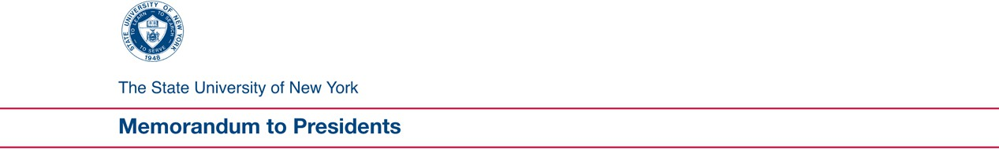 STATE UNIVERSITY OF NEW YORK
TO LEARN — TO SEARCH
TO SERVE
1948
The State University of New York
Memorandum to Presidents